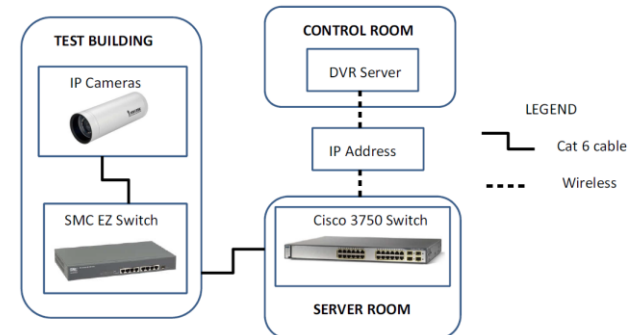 TEST BUILDING
IP Cameras
SMC EZ Switch
CONTROL ROOM
DVR Server
IP Address
Cisco 3750 Switch
SERVER ROOM
LEGEND
Cat 6 cable
Wireless